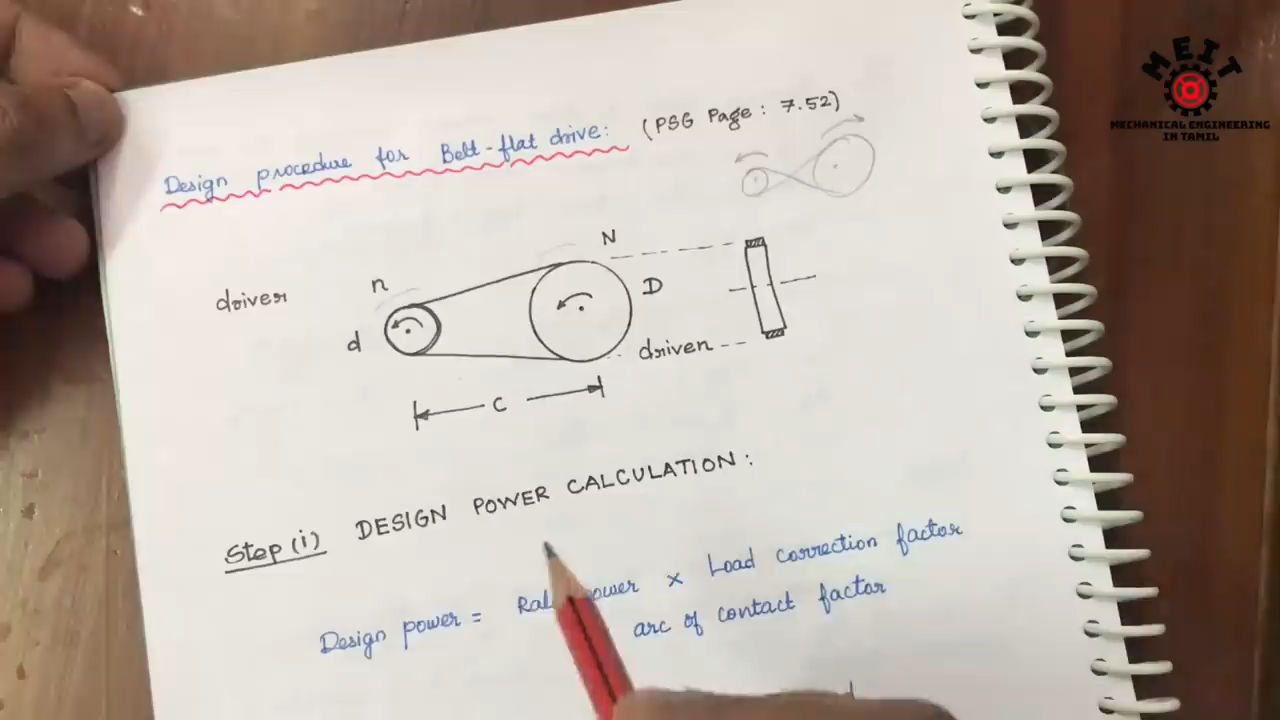 MEIT
MECHANICAL ENGINEERING
IN TAMIL
Design procedure for Belt-flat drive: (PSG Page: 7.52)
N
n
driver
D
d
driven
C
Step (i) DESIGN POWER CALCULATION:
Design power = × Load correction factor
arc of contact factor